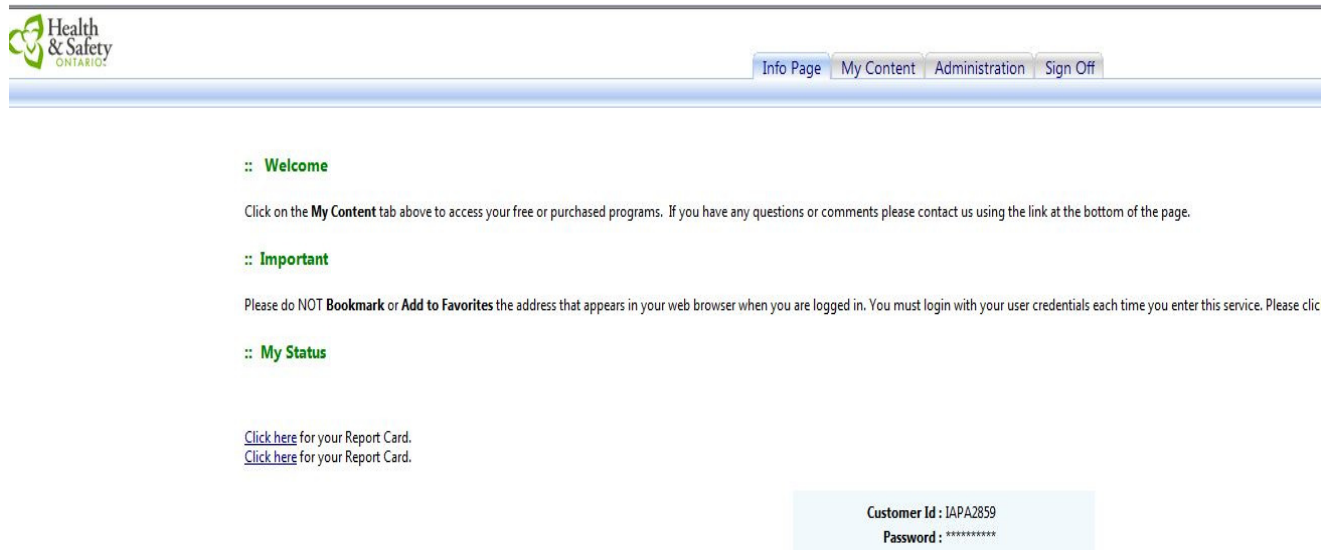 Health
& Safety
ONTARIO
Info Page My Content Administration Sign Off
:: Welcome
Click on the My Content tab above to access your free or purchased programs. If you have any questions or comments please contact us using the link at the bottom of the page.
:: Important
Please do NOT Bookmark or Add to Favorites the address that appears in your web browser when you are logged in. You must login with your user credentials each time you enter this service. Please clic
:: My Status
Click here for your Report Card.
Click here for your Report Card.
Customer Id : IAPA2859
Password : **********